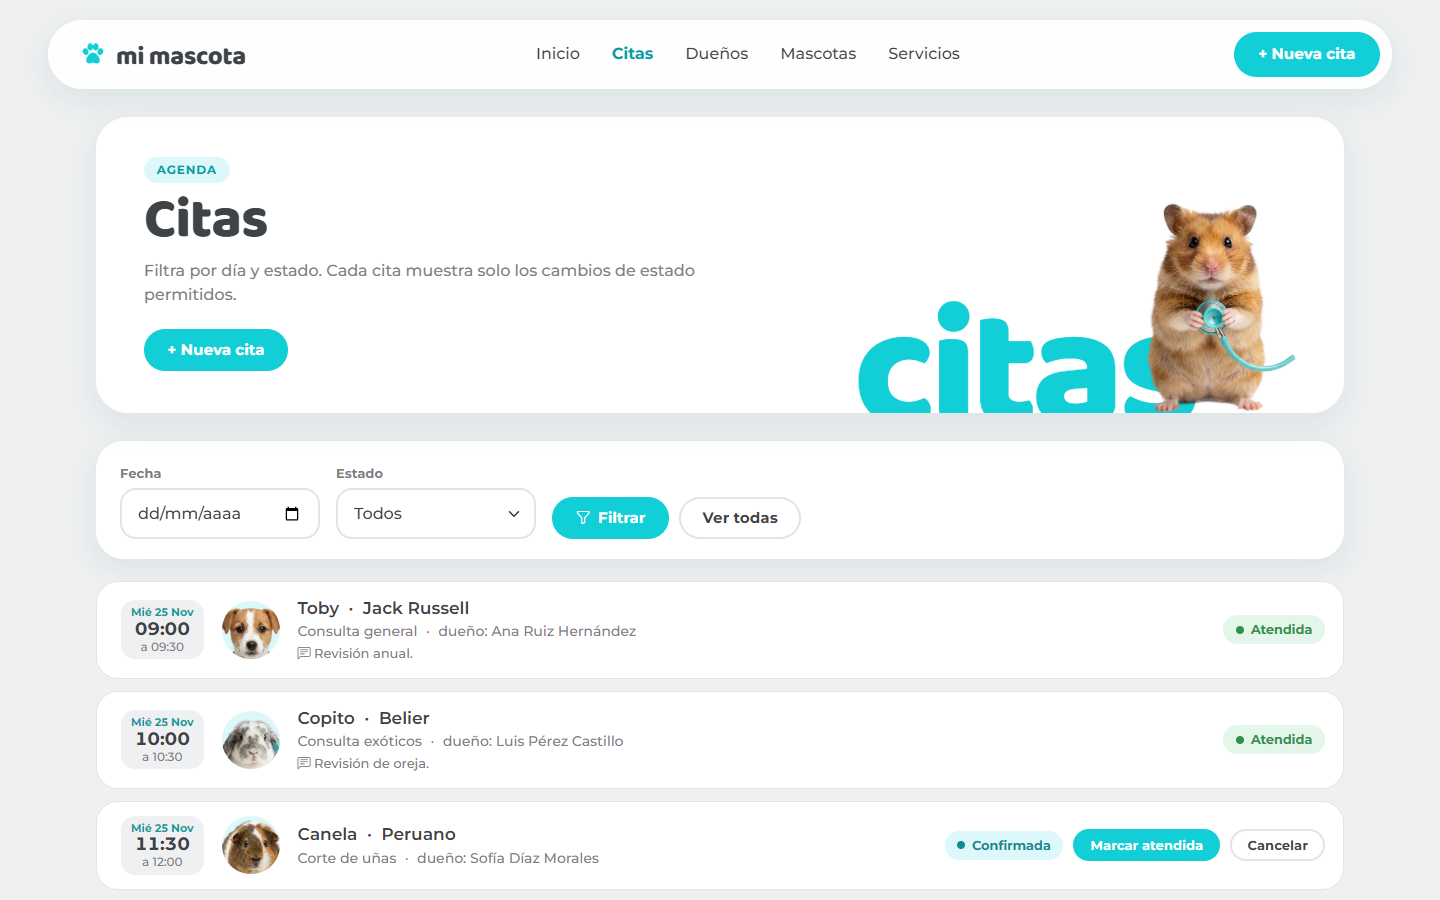 mi mascota
Inicio
Citas
Dueños
Mascotas
Servicios
+ Nueva cita
AGENDA
Citas
Filtra por día y estado. Cada cita muestra solo los cambios de estado
permitidos.
+ Nueva cita
citas
Fecha
Estado
dd/mm/aaaa
Todos
Filtrar
Ver todas
Mié 25 Nov
09:00
a 09:30
Toby · Jack Russell
Consulta general · dueño: Ana Ruiz Hernández
Revisión anual.
Atendida
Mié 25 Nov
10:00
a 10:30
Copito · Belier
Consulta exóticos · dueño: Luis Pérez Castillo
Revisión de oreja.
Atendida
Mié 25 Nov
11:30
a 12:00
Canela · Peruano
Corte de uñas · dueño: Sofía Díaz Morales
Confirmada
Marcar atendida
Cancelar